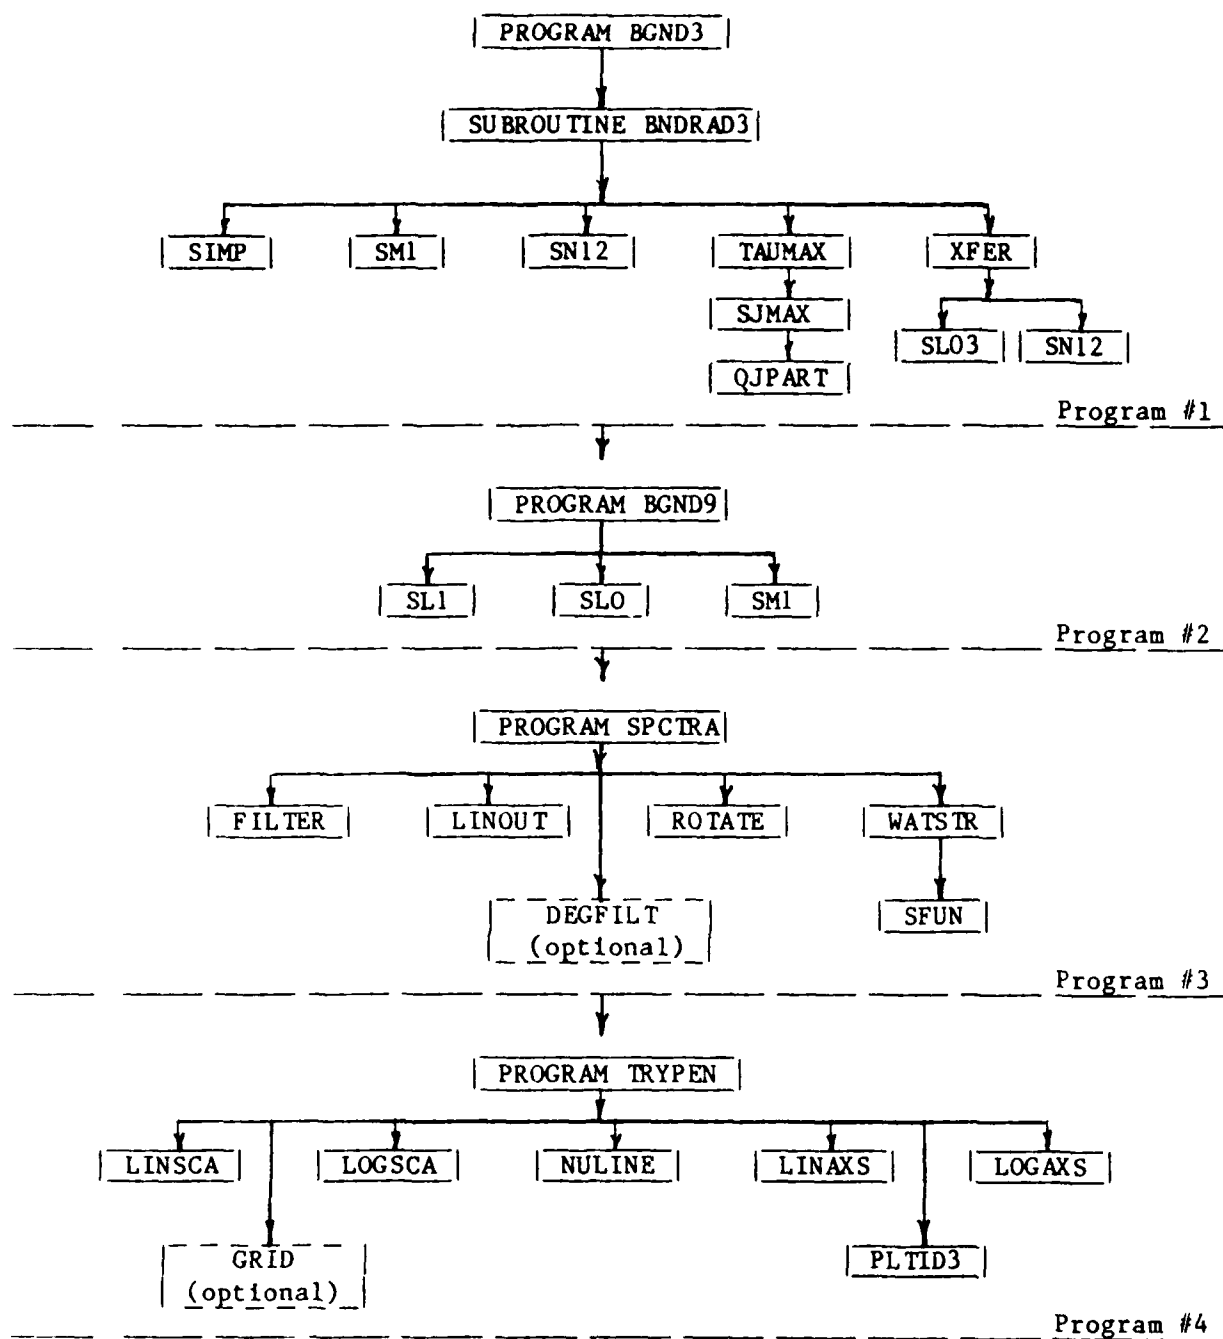 PROGRAM BGND3
SUBROUTINE BNDRAD3
SIMP
SM1
SN12
TAUMAX
XFER
SJMAX
SL03
SN12
QJPART
Program #1
PROGRAM BGND9
SL1
SL0
SM1
Program #2
PROGRAM SPCTRA
FILTER
LINOUT
ROTATE
WATSTR
DEGFILT
(optional)
SFUN
Program #3
PROGRAM TRYPEN
LINSCA
LOGSCA
NULINE
LINAXS
LOGAXS
GRID
(optional)
PLTID3
Program #4